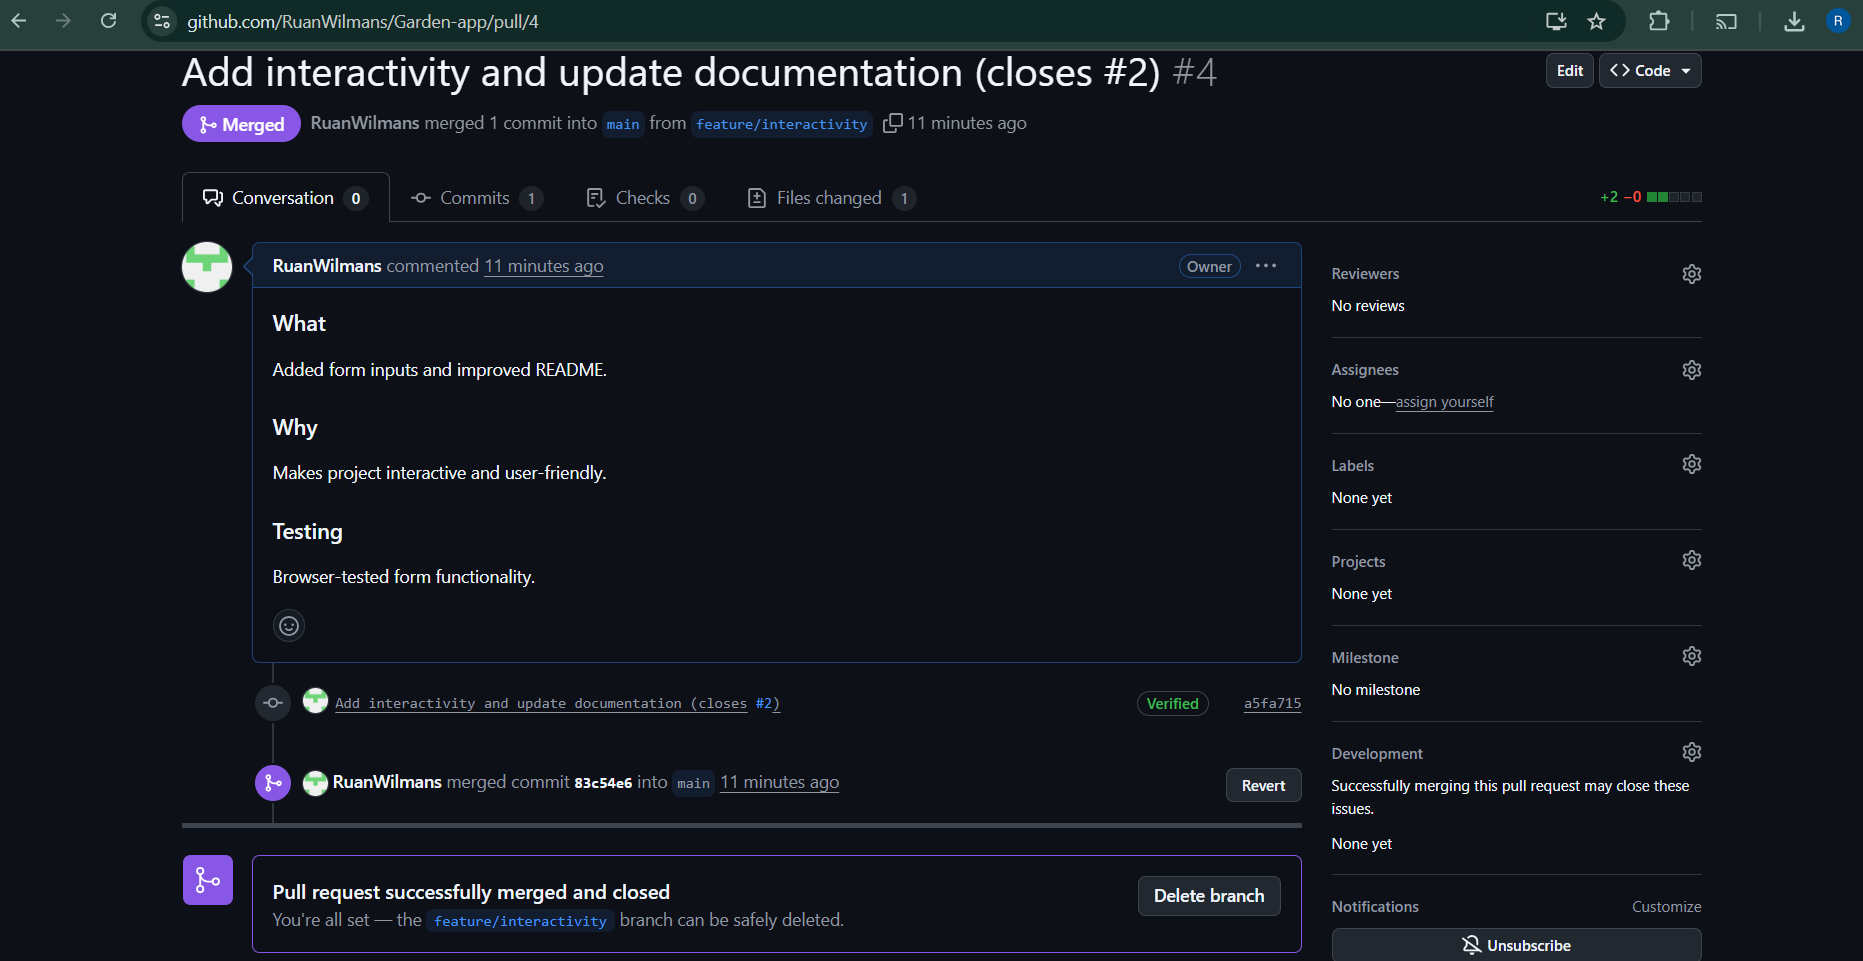 github.com/RuanWilmans/Garden-app/pull/4
R
Add interactivity and update documentation (closes #2) #4
Edit
<> Code
Merged
RuanWilmans merged 1 commit into main from feature/interactivity 11 minutes ago
Conversation 0
Commits 1
Checks 0
Files changed 1
+2 −0
RuanWilmans commented 11 minutes ago
Owner
What
Added form inputs and improved README.
Why
Makes project interactive and user-friendly.
Testing
Browser-tested form functionality.
Add interactivity and update documentation (closes #2)
Verified
a5fa715
RuanWilmans merged commit 83c54e6 into main 11 minutes ago
Revert
Pull request successfully merged and closed
You're all set — the feature/interactivity branch can be safely deleted.
Delete branch
Reviewers
No reviews
Assignees
No one—assign yourself
Labels
None yet
Projects
None yet
Milestone
No milestone
Development
Successfully merging this pull request may close these
issues.
None yet
Notifications
Customize
Unsubscribe